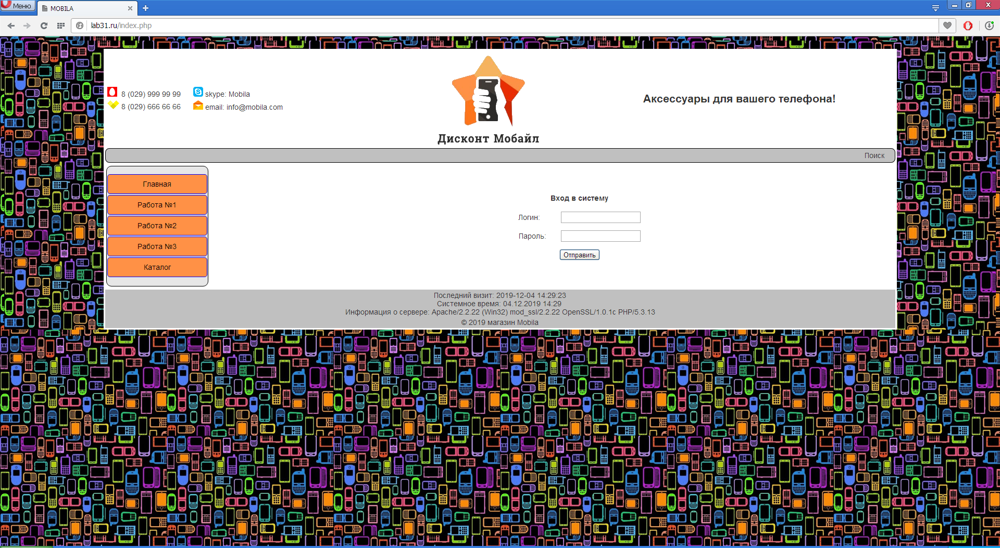 Меню
MOBILA
lab31.ru/index.php
8 (029) 999 99 99
skype: Mobila
8 (029) 666 66 66
email: info@mobila.com
Дисконт Мобайл
Аксессуары для вашего телефона!
Поиск
Главная
Работа №1
Работа №2
Работа №3
Каталог
Вход в систему
Логин:
Пароль:
Отправить
Последний визит: 2019-12-04 14:29:23
Системное время: 04.12.2019 14:29
Информация о сервере: Apache/2.2.22 (Win32) mod_ssl/2.2.22 OpenSSL/1.0.1c PHP/5.3.13
© 2019 магазин Mobila